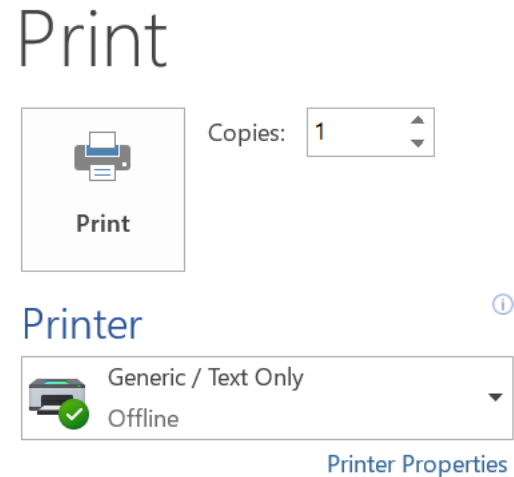 Print
Copies: 1
Print
Printer
Generic / Text Only
Offline
Printer Properties